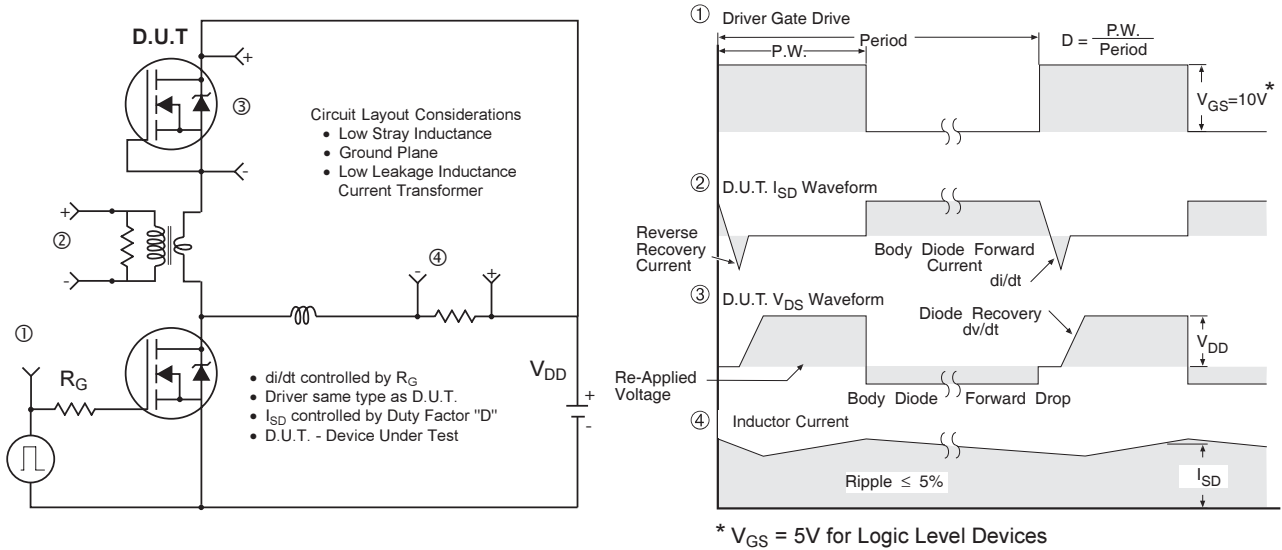 D.U.T
+
③
-
Circuit Layout Considerations
• Low Stray Inductance
• Ground Plane
• Low Leakage Inductance
Current Transformer
+
②
-
④
-
+
①
R_G
V_DD
+
-
• di/dt controlled by R_G
• Driver same type as D.U.T.
• I_SD controlled by Duty Factor "D"
• D.U.T. - Device Under Test
① Driver Gate Drive
Period
P.W.
D = P.W. / Period
V_GS=10V*
② D.U.T. I_SD Waveform
Reverse
Recovery
Current
Body Diode Forward
Current
di/dt
③ D.U.T. V_DS Waveform
Diode Recovery
dv/dt
V_DD
Re-Applied
Voltage
Body Diode Forward Drop
④ Inductor Current
Ripple ≤ 5%
I_SD
* V_GS = 5V for Logic Level Devices